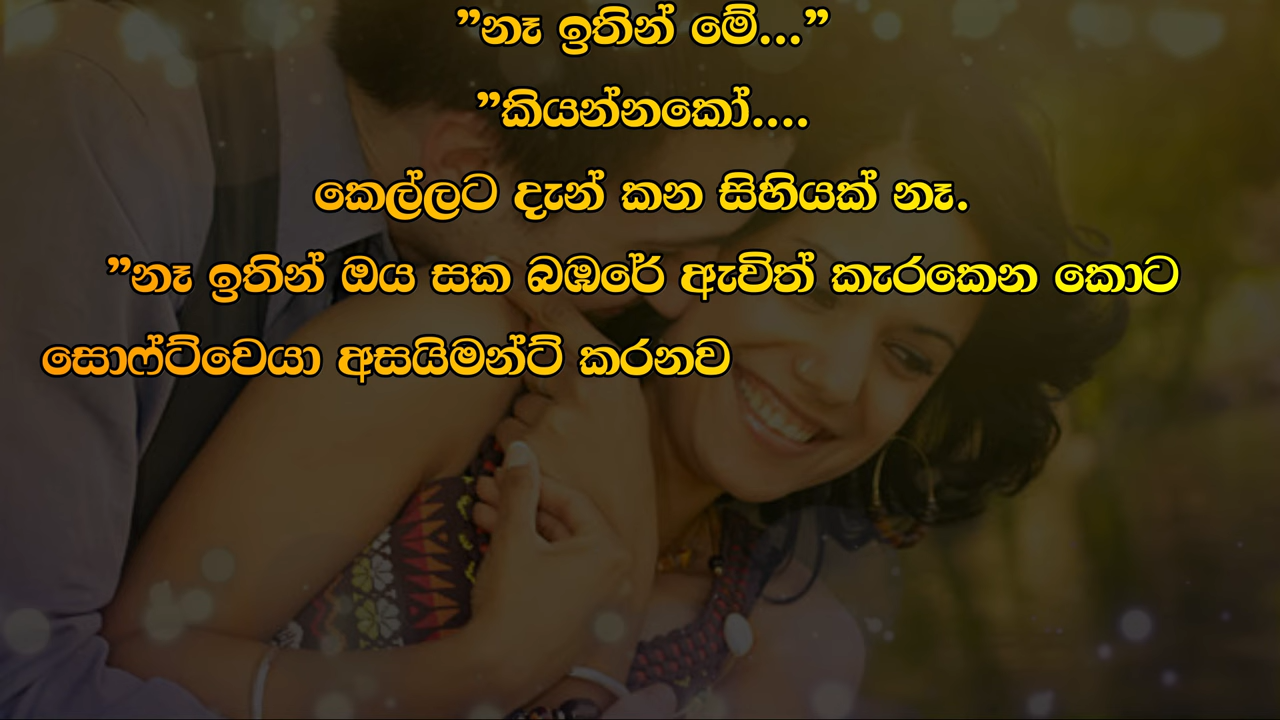 ”නෑ ඉතින් මේ...”
”කියන්නකෝ....
කෙල්ලට දැන් කන සිහියක් නෑ.
”නෑ ඉතින් ඔය සක බඹරේ ඇවිත් කැරකෙන කොට
සොෆ්ට්වෙයා අසයිමන්ට් කරනව